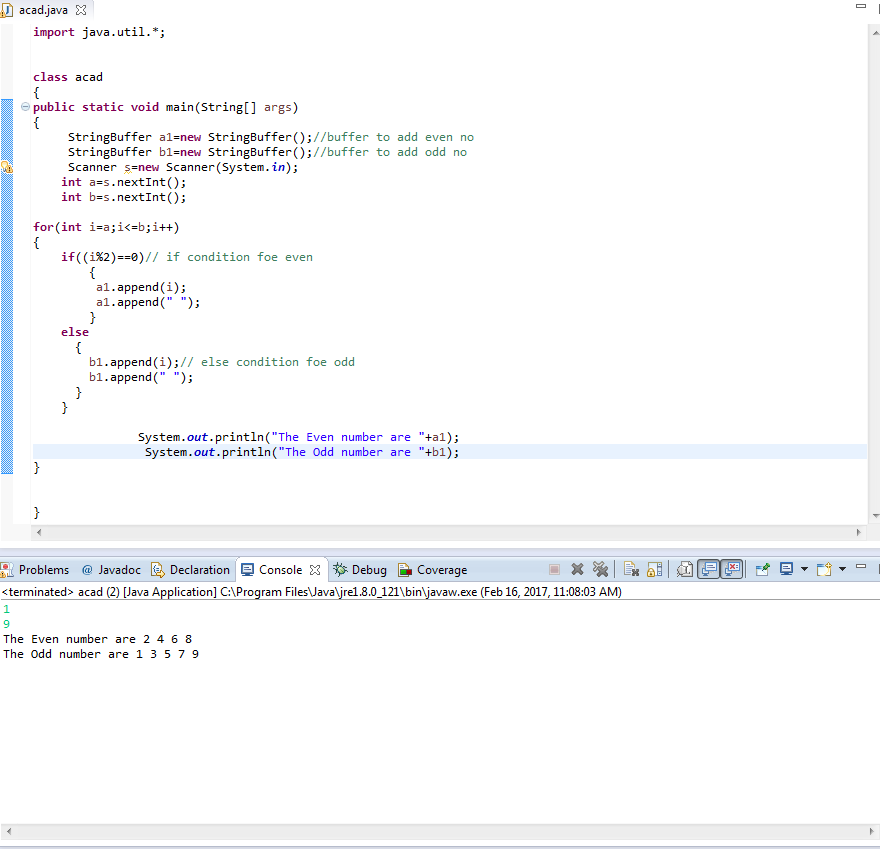 acad.java
import java.util.*;
class acad
{
public static void main(String[] args)
{
StringBuffer a1=new StringBuffer();//buffer to add even no
StringBuffer b1=new StringBuffer();//buffer to add odd no
Scanner s=new Scanner(System.in);
int a=s.nextInt();
int b=s.nextInt();
for(int i=a;i<=b;i++)
{
if((i%2)==0)// if condition foe even
{
a1.append(i);
a1.append(" ");
}
else
{
b1.append(i);// else condition foe odd
b1.append(" ");
}
}
System.out.println("The Even number are "+a1);
System.out.println("The Odd number are "+b1);
}
}
Problems @ Javadoc Declaration Console Debug Coverage
<terminated> acad (2) [Java Application] C:\Program Files\Java\jre1.8.0_121\bin\javaw.exe (Feb 16, 2017, 11:08:03 AM)
1
9
The Even number are 2 4 6 8
The Odd number are 1 3 5 7 9